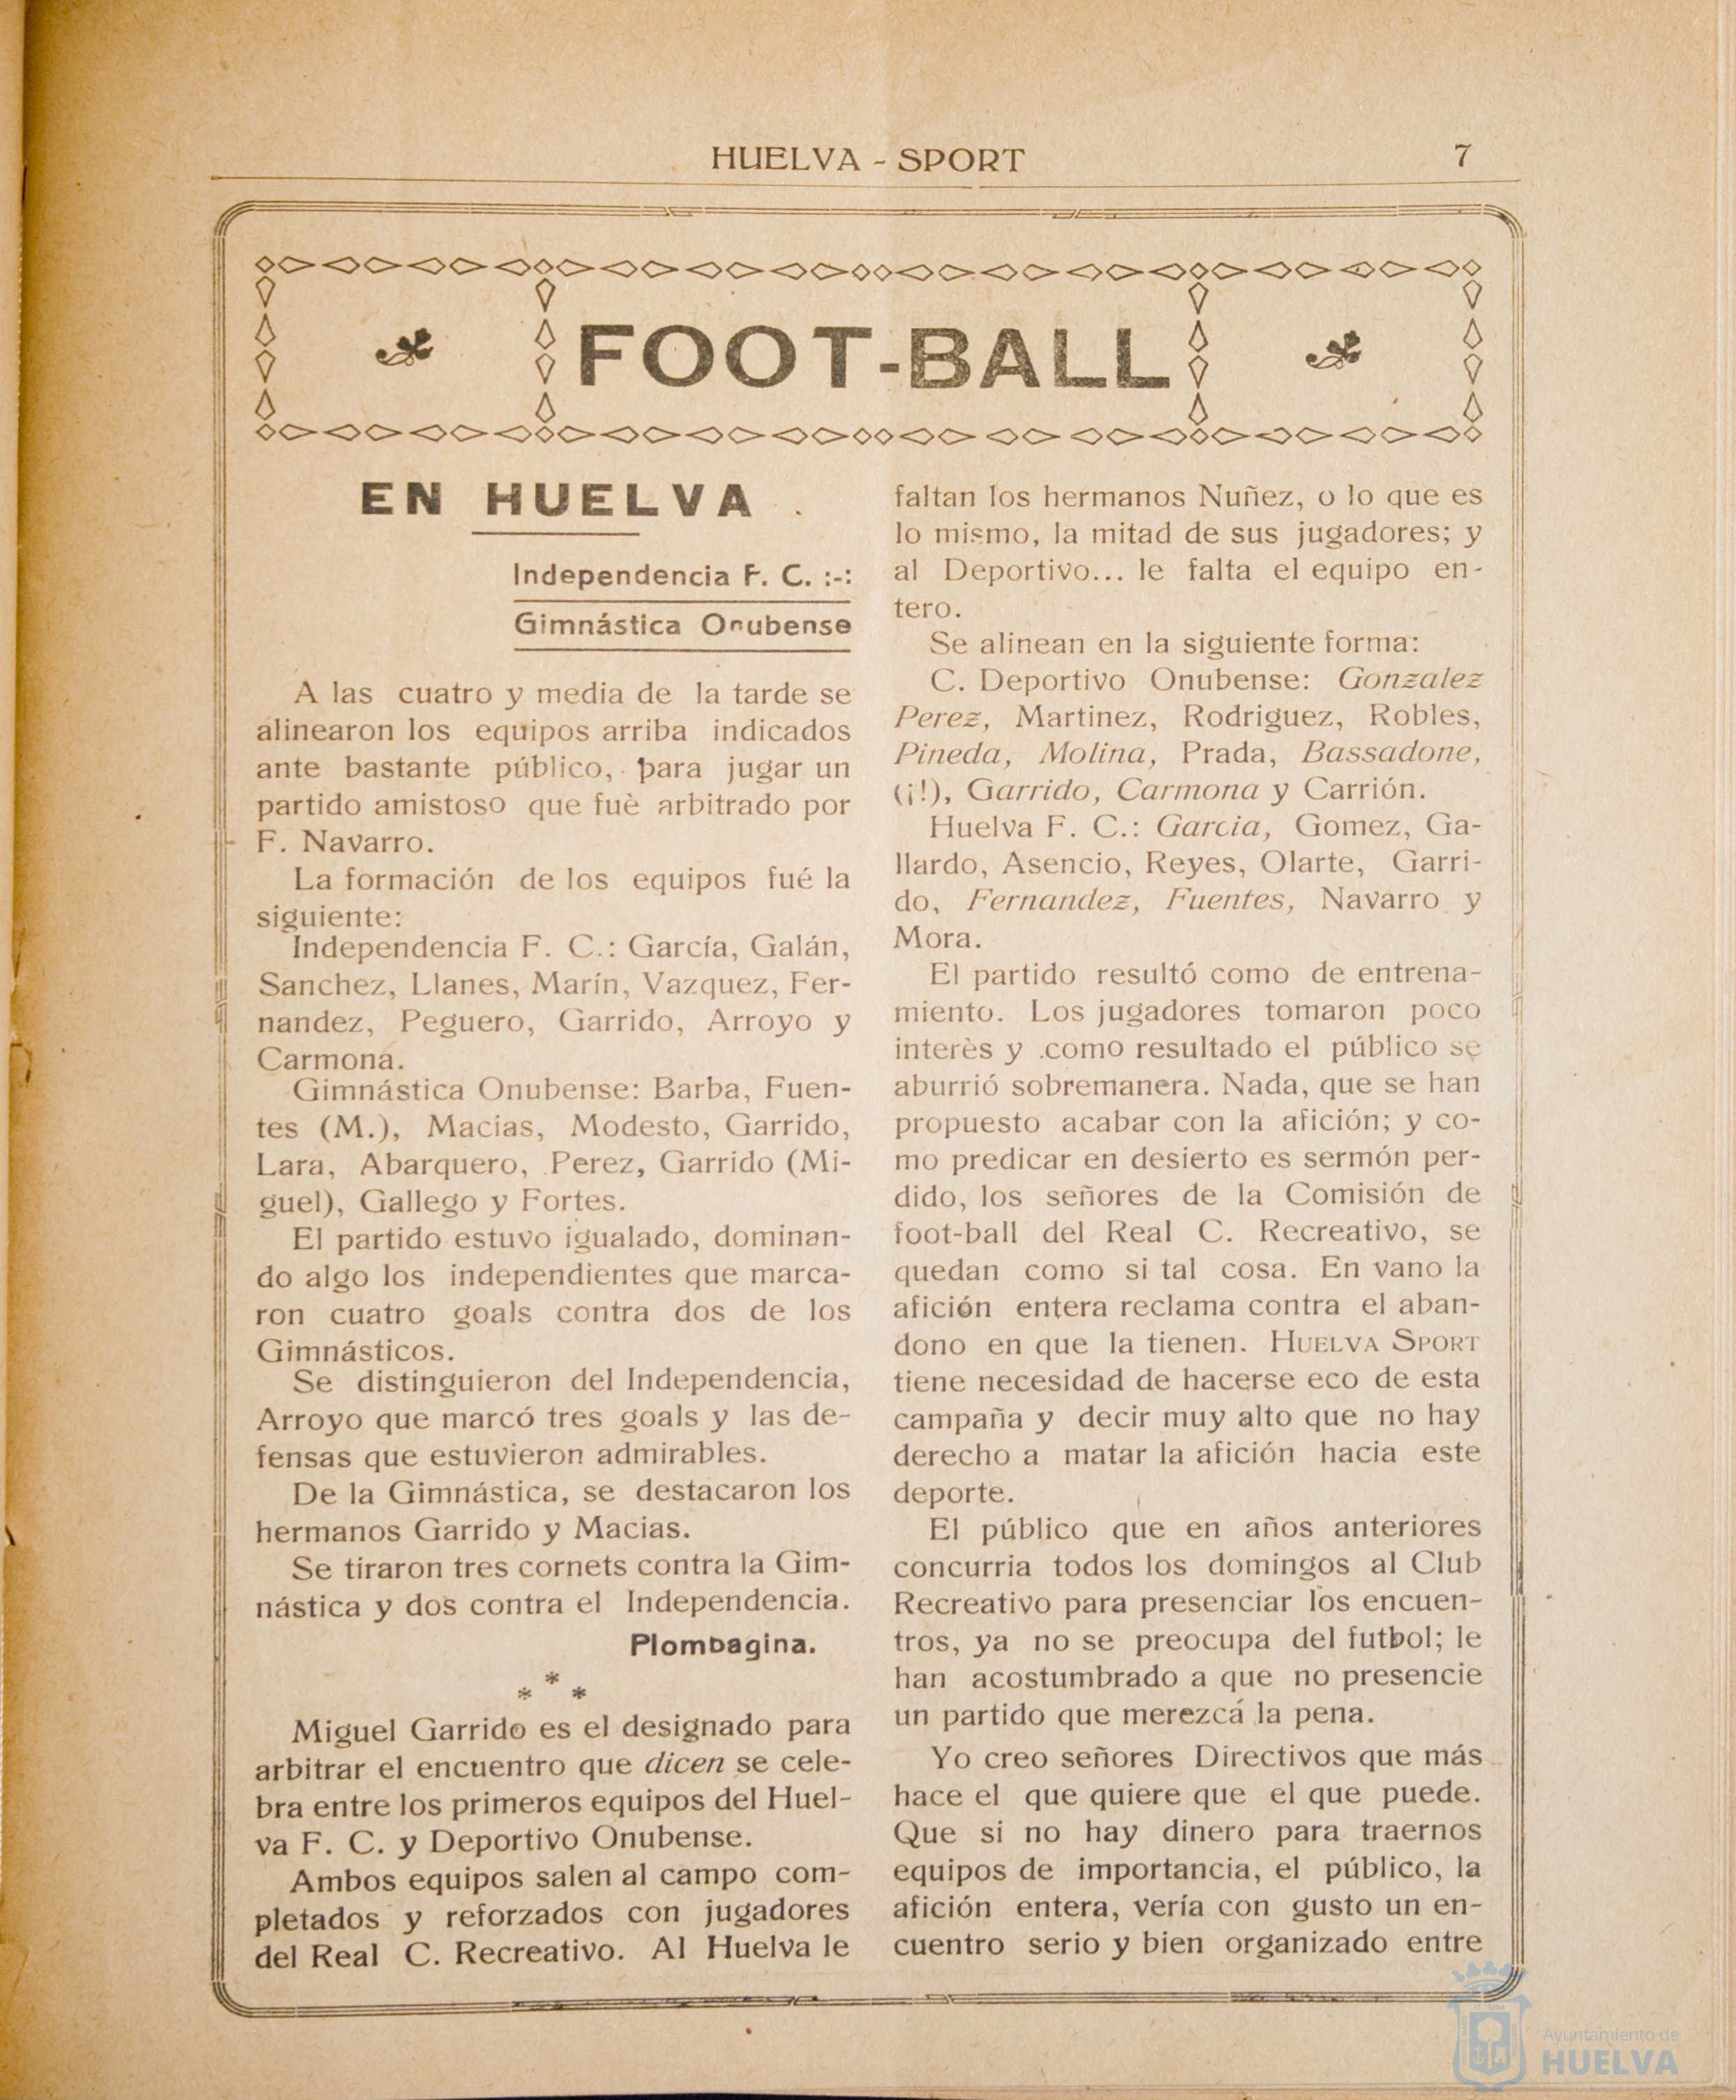 HUELVA - SPORT
7
FOOT-BALL
EN HUELVA
Independencia F. C. :-:
Gimnástica Onubense
A las cuatro y media de la tarde se
alinearon los equipos arriba indicados
ante bastante público, para jugar un
partido amistoso que fuè arbitrado por
F. Navarro.
La formación de los equipos fué la
siguiente:
Independencia F. C.: García, Galán,
Sanchez, Llanes, Marín, Vazquez, Fer-
nandez, Peguero, Garrido, Arroyo y
Carmona.
Gimnástica Onubense: Barba, Fuen-
tes (M.), Macias, Modesto, Garrido,
Lara, Abarquero, Perez, Garrido (Mi-
guel), Gallego y Fortes.
El partido estuvo igualado, dominan-
do algo los independientes que marca-
ron cuatro goals contra dos de los
Gimnásticos.
Se distinguieron del Independencia,
Arroyo que marcó tres goals y las de-
fensas que estuvieron admirables.
De la Gimnástica, se destacaron los
hermanos Garrido y Macias.
Se tiraron tres cornets contra la Gim-
nástica y dos contra el Independencia.
Plombagina.
* * *
Miguel Garrido es el designado para
arbitrar el encuentro que dicen se cele-
bra entre los primeros equipos del Huel-
va F. C. y Deportivo Onubense.
Ambos equipos salen al campo com-
pletados y reforzados con jugadores
del Real C. Recreativo. Al Huelva le
faltan los hermanos Nuñez, o lo que es
lo mismo, la mitad de sus jugadores; y
al Deportivo... le falta el equipo en-
tero.
Se alinean en la siguiente forma:
C. Deportivo Onubense: Gonzalez
Perez, Martinez, Rodriguez, Robles,
Pineda, Molina, Prada, Bassadone,
(¡!), Garrido, Carmona y Carrión.
Huelva F. C.: Garcia, Gomez, Ga-
llardo, Asencio, Reyes, Olarte, Garri-
do, Fernandez, Fuentes, Navarro y
Mora.
El partido resultó como de entrena-
miento. Los jugadores tomaron poco
interès y como resultado el público se
aburrió sobremanera. Nada, que se han
propuesto acabar con la afición; y co-
mo predicar en desierto es sermón per-
dido, los señores de la Comisión de
foot-ball del Real C. Recreativo, se
quedan como si tal cosa. En vano la
afición entera reclama contra el aban-
dono en que la tienen. HUELVA SPORT
tiene necesidad de hacerse eco de esta
campaña y decir muy alto que no hay
derecho a matar la afición hacia este
deporte.
El público que en años anteriores
concurria todos los domingos al Club
Recreativo para presenciar los encuen-
tros, ya no se preocupa del futbol; le
han acostumbrado a que no presencie
un partido que merezcá la pena.
Yo creo señores Directivos que más
hace el que quiere que el que puede.
Que si no hay dinero para traernos
equipos de importancia, el público, la
afición entera, vería con gusto un en-
cuentro serio y bien organizado entre
Ayuntamiento de
HUELVA